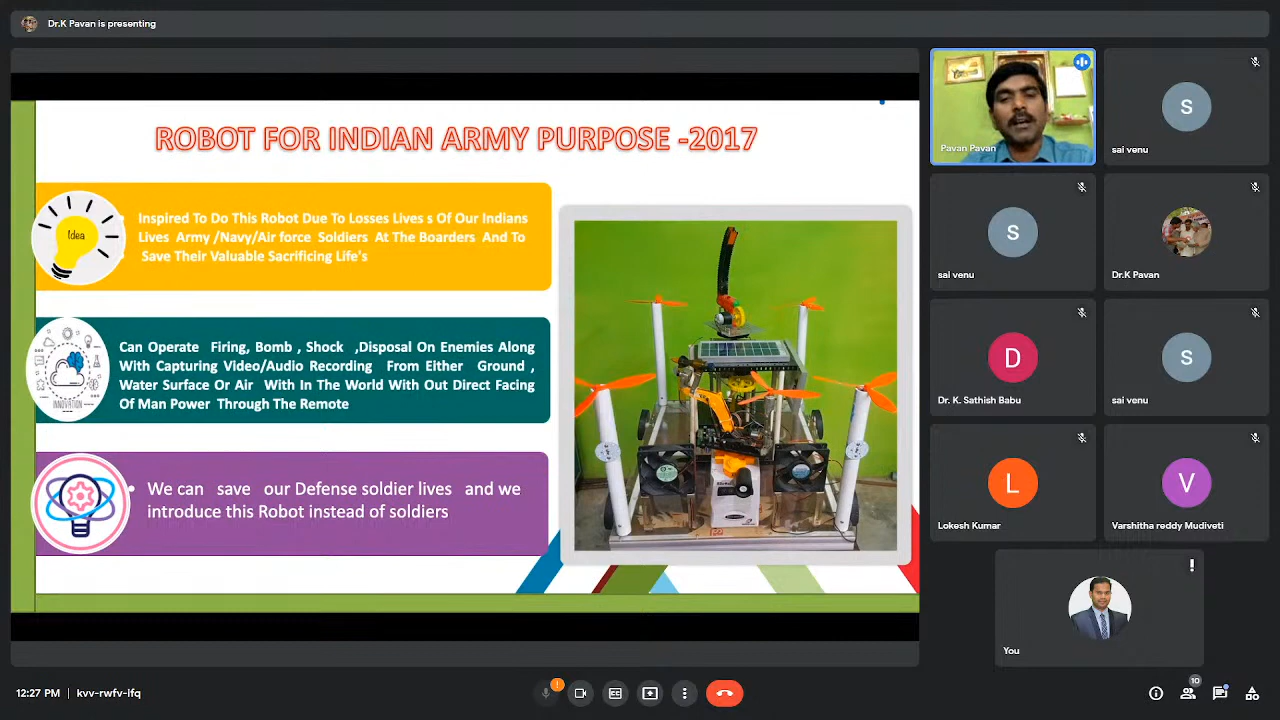 Dr.K Pavan is presenting
ROBOT FOR INDIAN ARMY PURPOSE -2017
Idea
Inspired To Do This Robot Due To Losses Lives s Of Our Indians
Lives Army /Navy/Air force Soldiers At The Boarders And To
Save Their Valuable Sacrificing Life's
INNOVATION
Can Operate Firing, Bomb , Shock ,Disposal On Enemies Along
With Capturing Video/Audio Recording From Either Ground ,
Water Surface Or Air With In The World With Out Direct Facing
Of Man Power Through The Remote
• We can save our Defense soldier lives and we
introduce this Robot instead of soldiers
Pavan Pavan
S
sai venu
S
sai venu
Dr.K Pavan
D
Dr. K. Sathish Babu
S
sai venu
L
Lokesh Kumar
V
Varshitha reddy Mudiveti
You
12:27 PM | kvv-rwfv-ifq
10